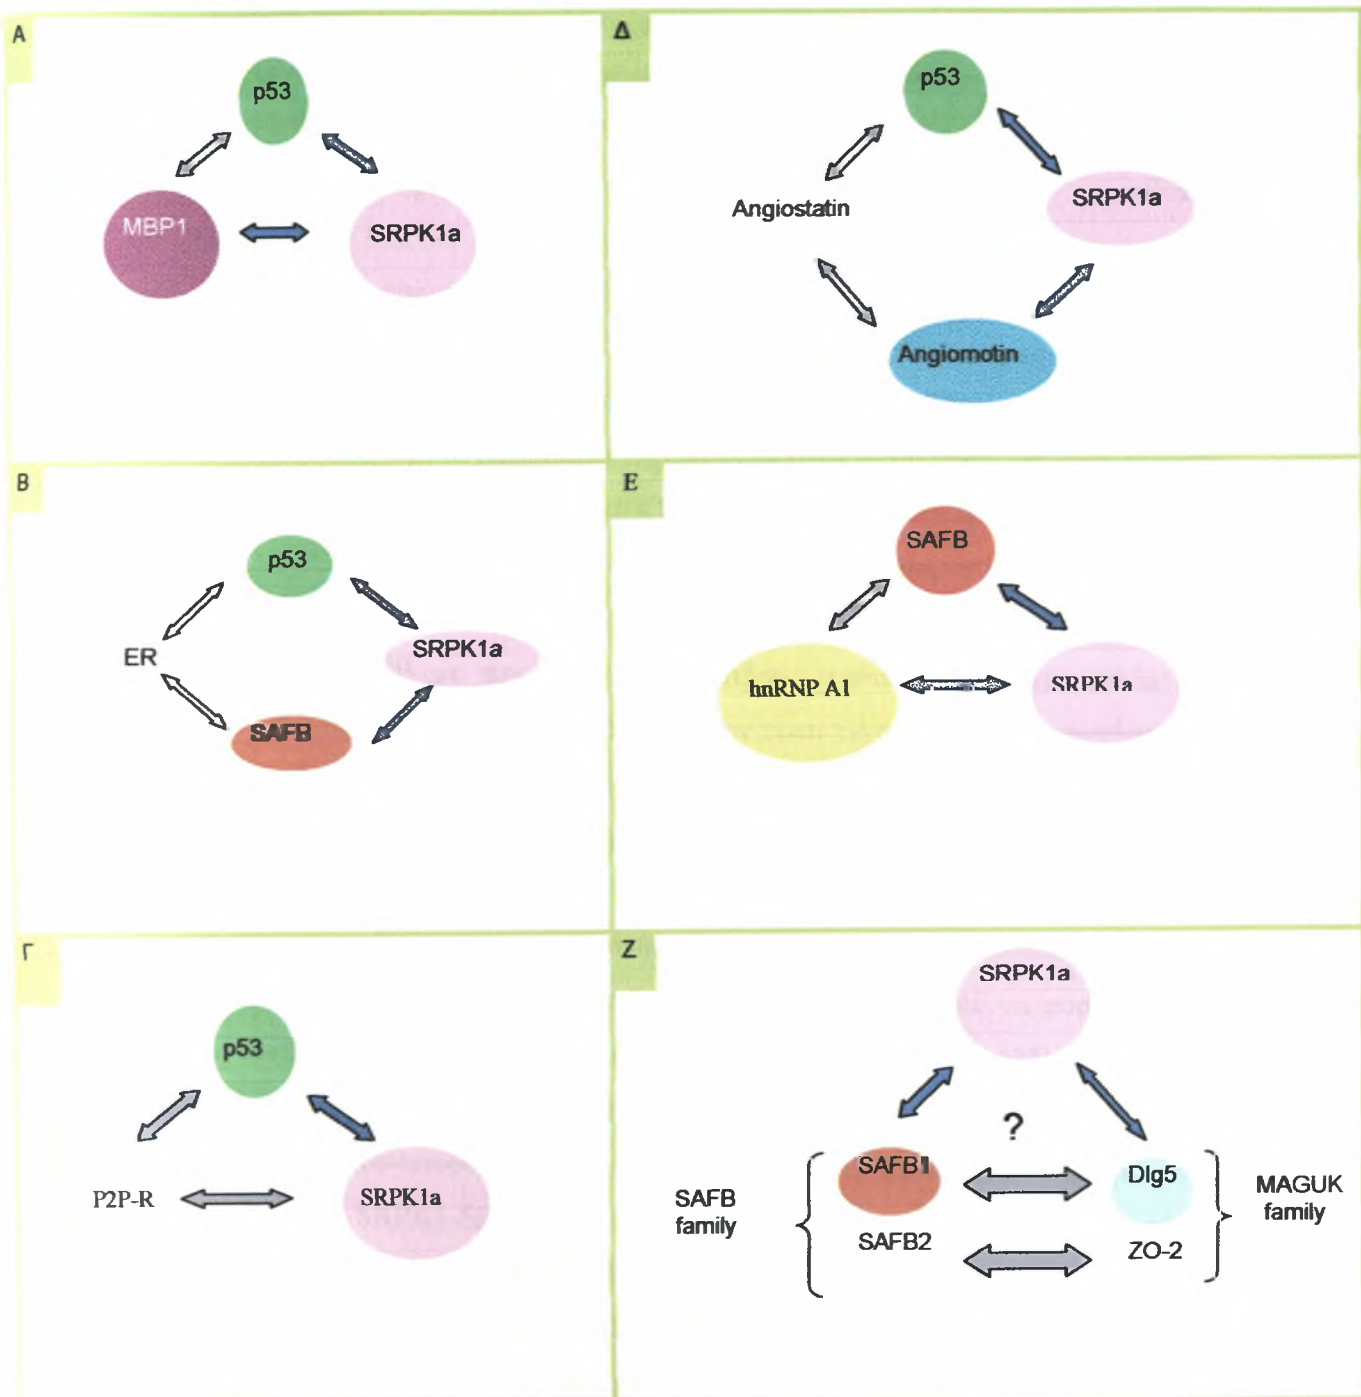 A
p53
MBP1
SRPK1a
Δ
p53
Angiostatin
SRPK1a
Angiomotin
B
p53
ER
SRPK1a
SAFB
E
SAFB
hnRNP A1
SRPK1a
Γ
p53
P2P-R
SRPK1a
Z
SRPK1a
?
SAFB1
Dlg5
SAFB
family
MAGUK
family
SAFB2
ZO-2